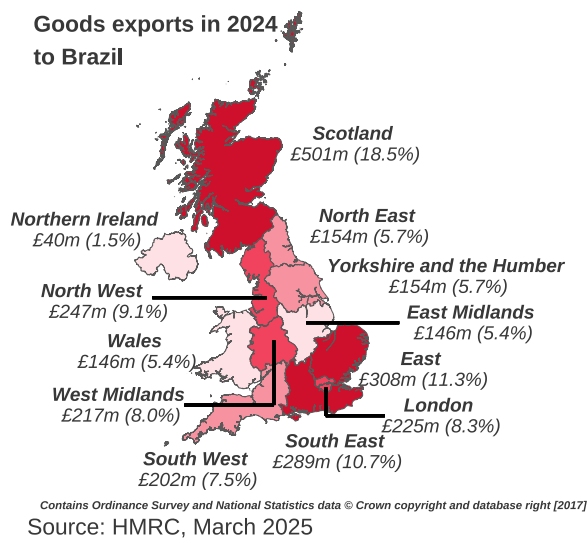 Goods exports in 2024
to Brazil
Scotland
£501m (18.5%)
Northern Ireland
£40m (1.5%)
North East
£154m (5.7%)
Yorkshire and the Humber
£154m (5.7%)
North West
£247m (9.1%)
East Midlands
£146m (5.4%)
Wales
£146m (5.4%)
East
£308m (11.3%)
West Midlands
£217m (8.0%)
London
£225m (8.3%)
South East
£289m (10.7%)
South West
£202m (7.5%)
Contains Ordinance Survey and National Statistics data © Crown copyright and database right [2017]
Source: HMRC, March 2025